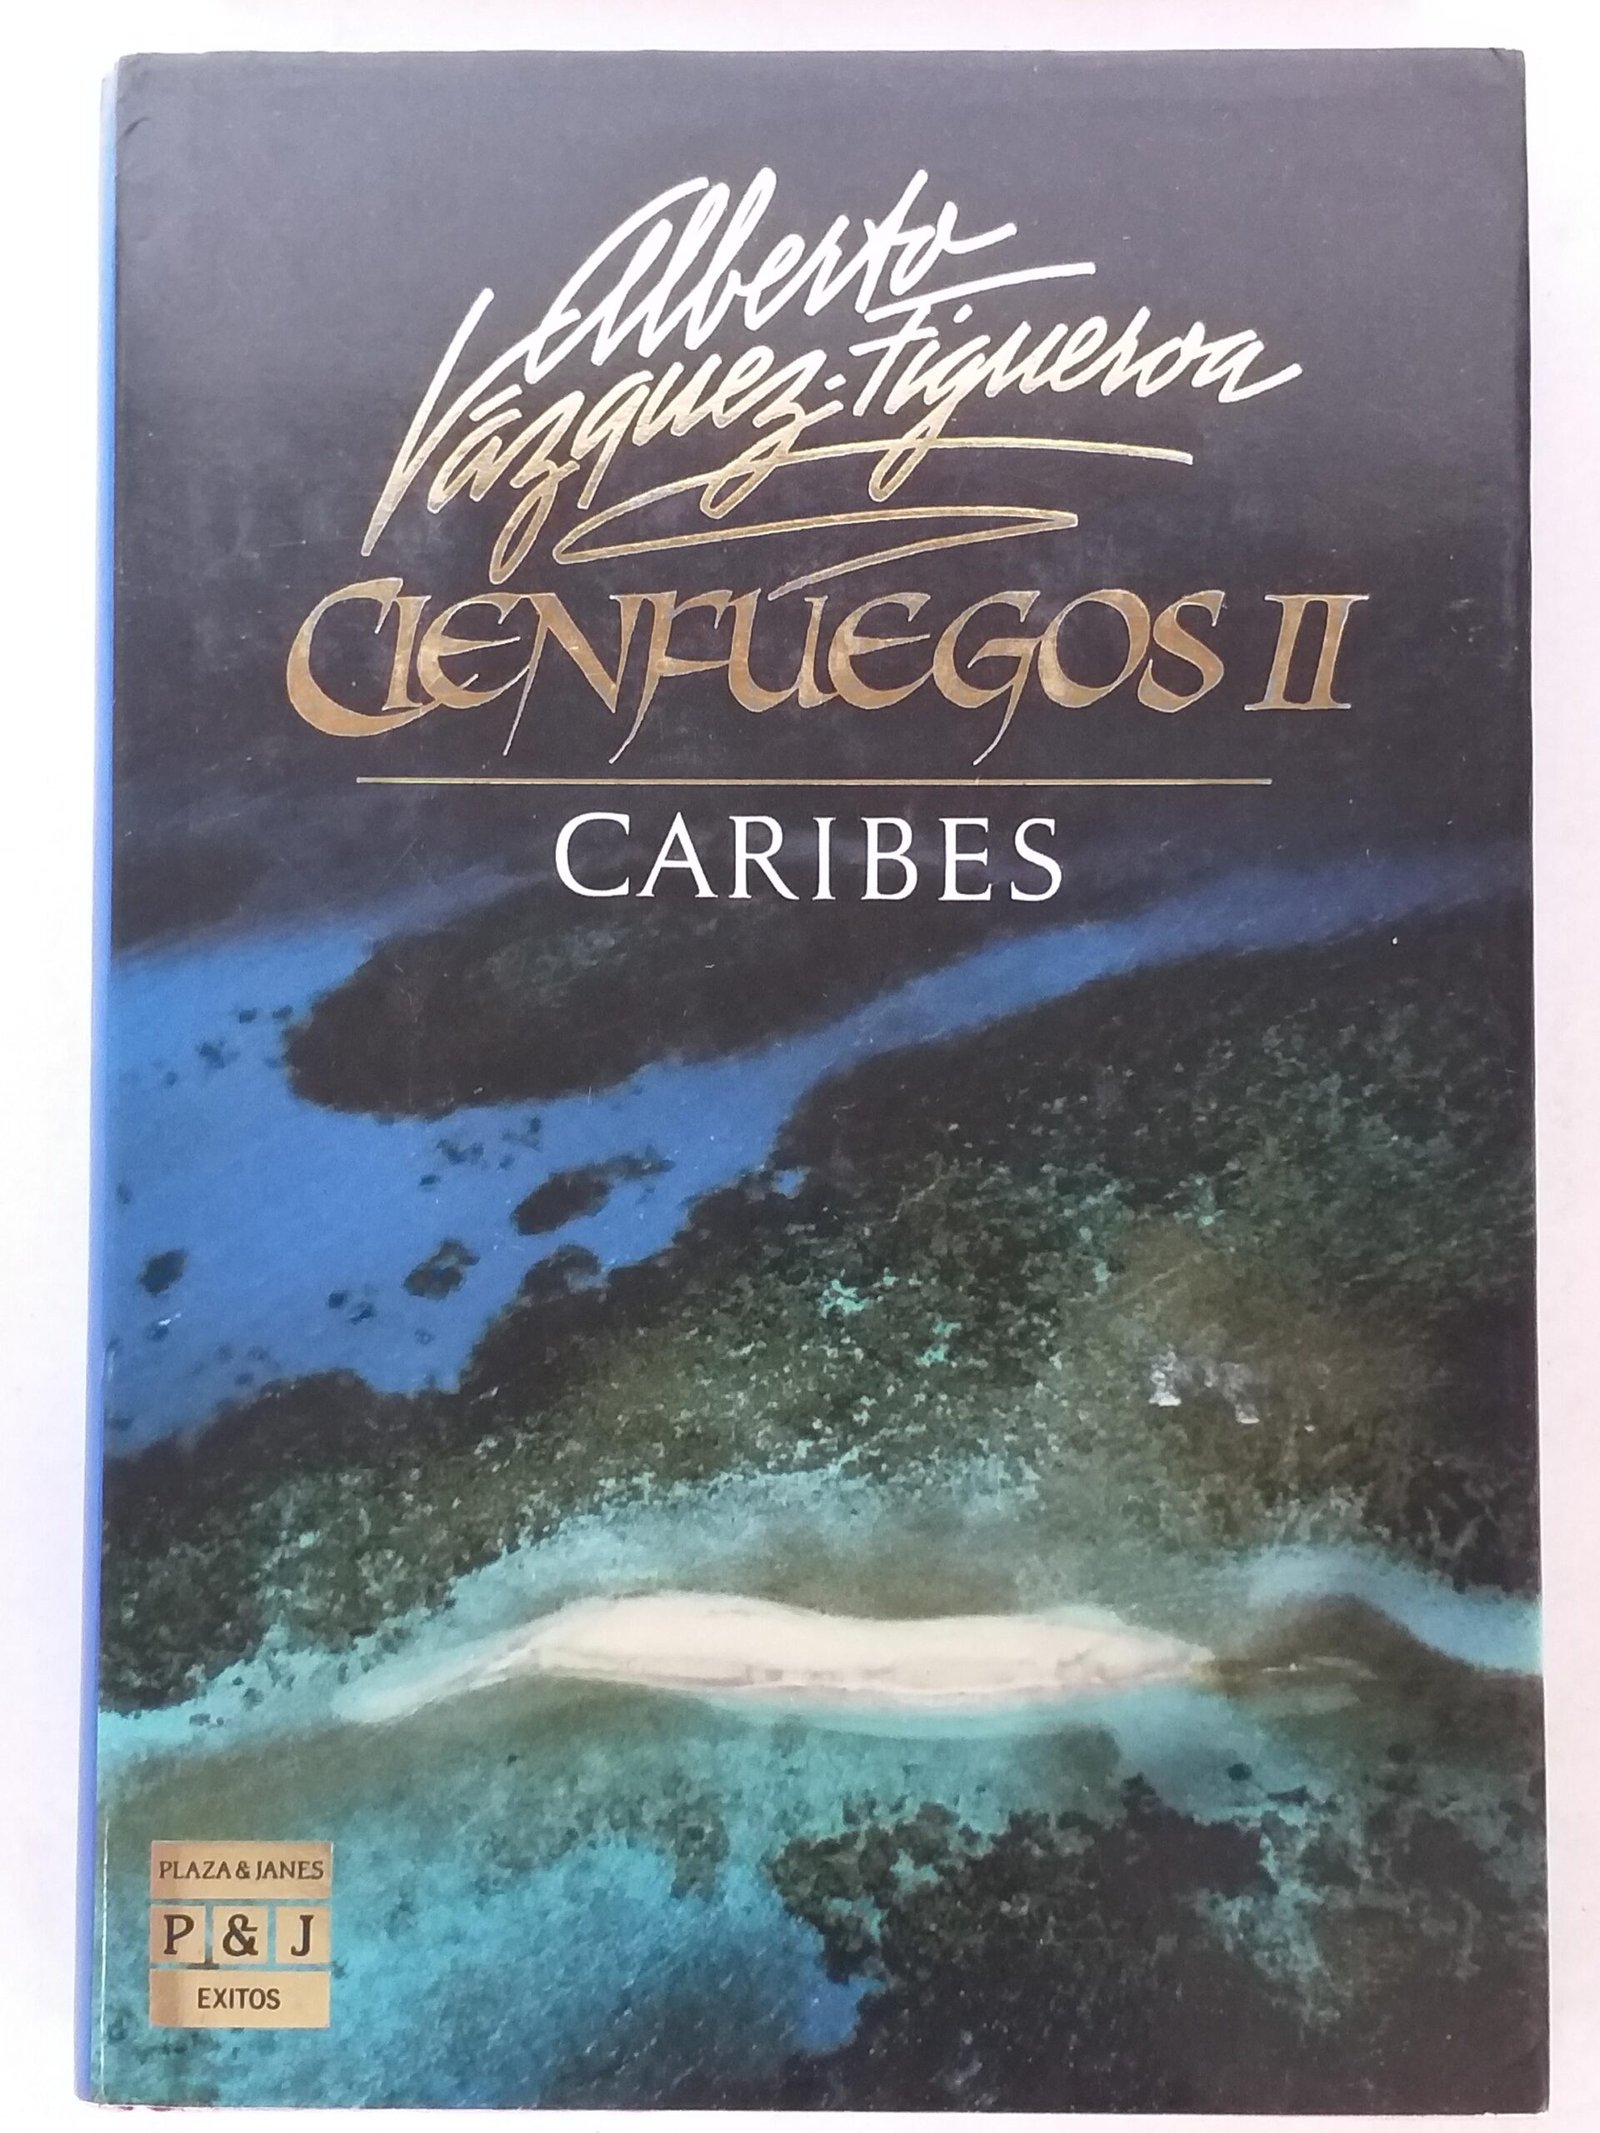 Alberto
Vázquez-Figueroa
CIENFUEGOS II
CARIBES
PLAZA & JANES
P & J
EXITOS